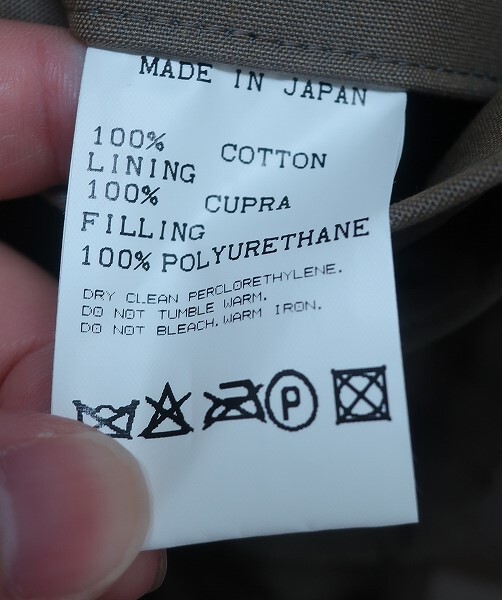 MADE IN JAPAN
100% COTTON
LINING
100% CUPRA
FILLING
100% POLYURETHANE
DRY CLEAN PERCLORETHYLENE.
DO NOT TUMBLE WARM.
DO NOT BLEACH. WARM IRON.
P